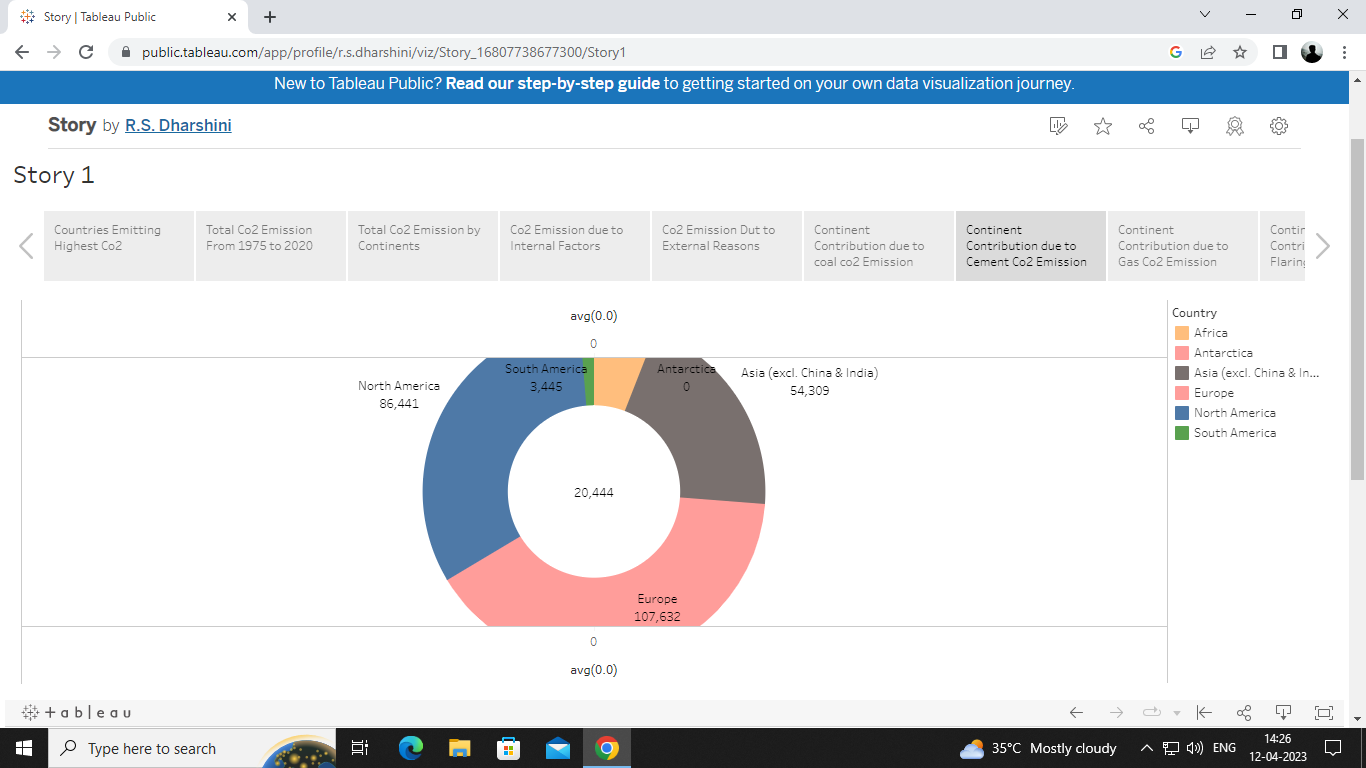 Story | Tableau Public
public.tableau.com/app/profile/r.s.dharshini/viz/Story_16807738677300/Story1
New to Tableau Public? Read our step-by-step guide to getting started on your own data visualization journey.
Story by R.S. Dharshini
Story 1
Countries Emitting
Highest Co2
Total Co2 Emission
From 1975 to 2020
Total Co2 Emission by
Continents
Co2 Emission due to
Internal Factors
Co2 Emission Dut to
External Reasons
Continent
Contribution due to
coal co2 Emission
Continent
Contribution due to
Cement Co2 Emission
Continent
Contribution due to
Gas Co2 Emission
Contin
Contri
Flaring
avg(0.0)
0
South America
3,445
Antarctica
0
Asia (excl. China & India)
54,309
North America
86,441
20,444
Europe
107,632
0
avg(0.0)
Country
Africa
Antarctica
Asia (excl. China & In...
Europe
North America
South America
+ a b | e a u
Type here to search
35°C Mostly cloudy
ENG
14:26
12-04-2023